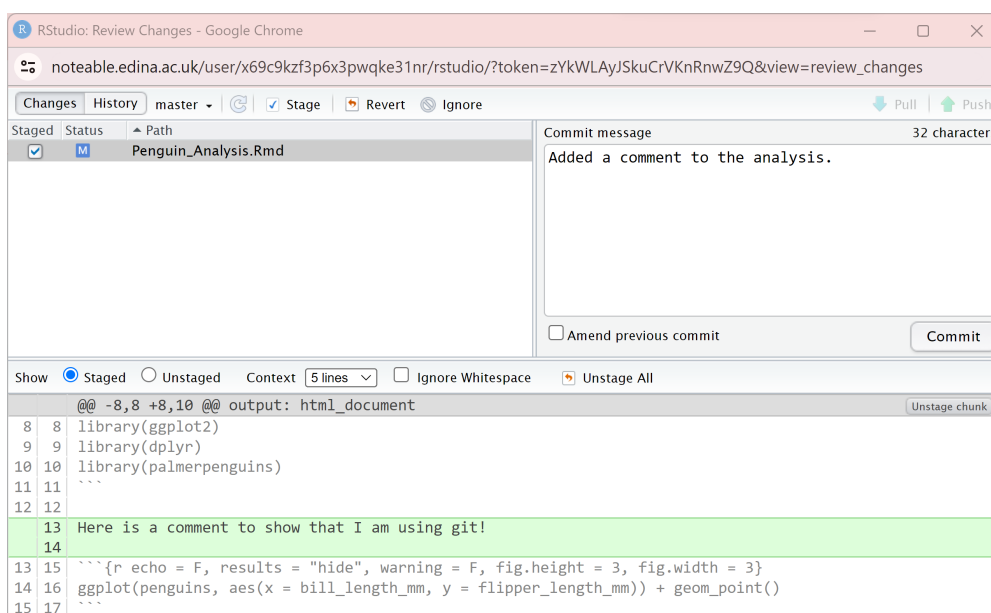 RStudio: Review Changes - Google Chrome
noteable.edina.ac.uk/user/x69c9kzf3p6x3pwqke31nr/rstudio/?token=zYkWLAyJSkuCrVKnRnwZ9Q&view=review_changes
Changes History master Stage Revert Ignore Pull Push
Staged Status Path
M Penguin_Analysis.Rmd
Commit message 32 character
Added a comment to the analysis.
Amend previous commit Commit
Show Staged Unstaged Context 5 lines Ignore Whitespace Unstage All
@@ -8,8 +8,10 @@ output: html_document Unstage chunk
8 8 library(ggplot2)
9 9 library(dplyr)
10 10 library(palmerpenguins)
11 11 ```
12 12
13 Here is a comment to show that I am using git!
14
13 15 ```{r echo = F, results = "hide", warning = F, fig.height = 3, fig.width = 3}
14 16 ggplot(penguins, aes(x = bill_length_mm, y = flipper_length_mm)) + geom_point()
15 17 ```